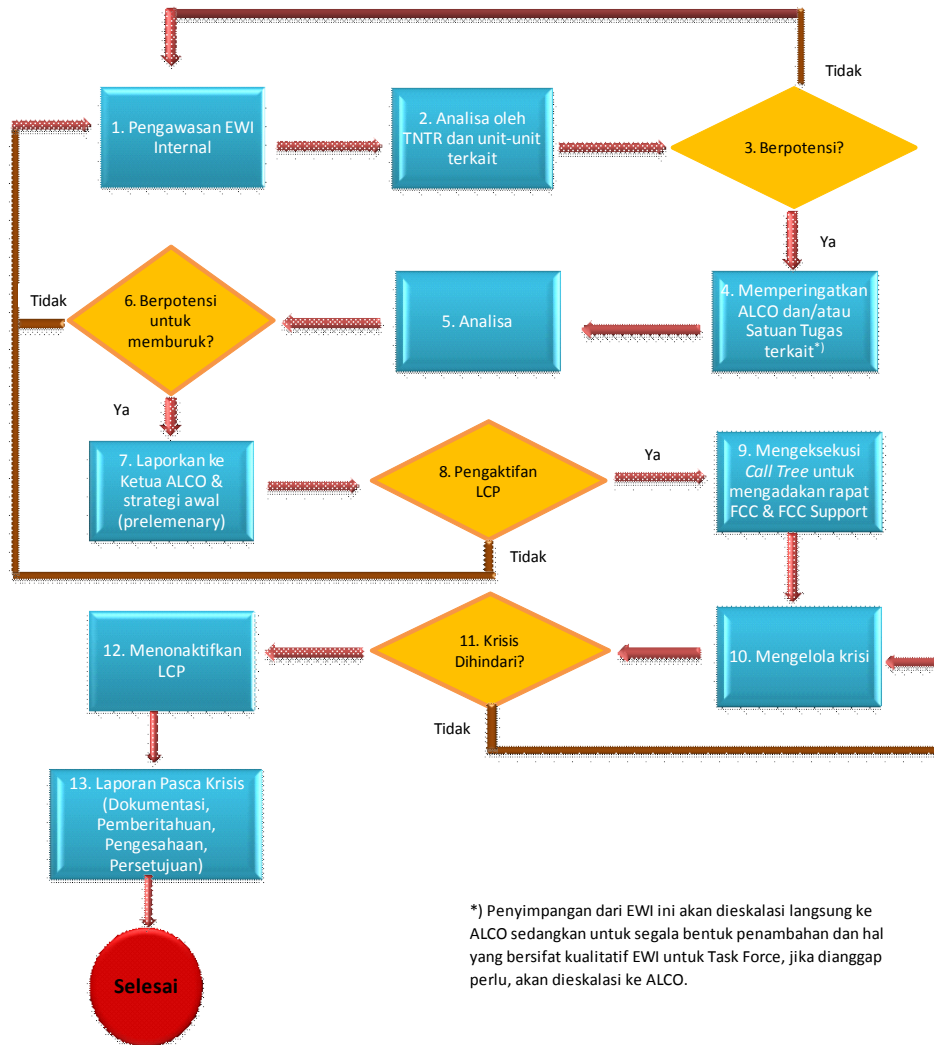 Tidak
1. Pengawasan EWI
Internal
2. Analisa oleh
TNTR dan unit-unit
terkait
3. Berpotensi?
Ya
Tidak
6. Berpotensi
untuk
memburuk?
5. Analisa
4. Memperingatkan
ALCO dan/atau
Satuan Tugas
terkait*)
Ya
7. Laporkan ke
Ketua ALCO &
strategi awal
(prelemenary)
8. Pengaktifan
LCP
Ya
9. Mengeksekusi
Call Tree untuk
mengadakan rapat
FCC & FCC Support
Tidak
12. Menonaktifkan
LCP
11. Krisis
Dihindari?
10. Mengelola krisi
Tidak
13. Laporan Pasca Krisis
(Dokumentasi,
Pemberitahuan,
Pengesahaan,
Persetujuan)
*) Penyimpangan dari EWI ini akan dieskalasi langsung ke
ALCO sedangkan untuk segala bentuk penambahan dan hal
yang bersifat kualitatif EWI untuk Task Force, jika dianggap
perlu, akan dieskalasi ke ALCO.
Selesai